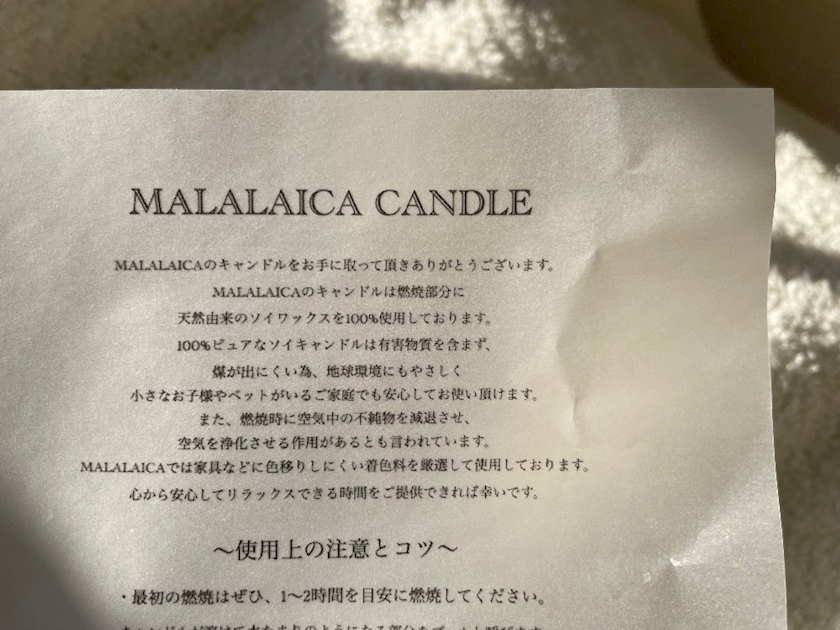 MALALAICA CANDLE
MALALAICAのキャンドルをお手に取って頂きありがとうございます。
MALALAICAのキャンドルは燃焼部分に
天然由来のソイワックスを100%使用しております。
100%ピュアなソイキャンドルは有害物質を含まず、
煤が出にくい為、地球環境にもやさしく
小さなお子様やペットがいるご家庭でも安心してお使い頂けます。
また、燃焼時に空気中の不純物を減退させ、
空気を浄化させる作用があるとも言われています。
MALALAICAでは家具などに色移りしにくい着色料を厳選して使用しております。
心から安心してリラックスできる時間をご提供できれば幸いです。
〜使用上の注意とコツ〜
・最初の燃焼はぜひ、1〜2時間を目安に燃焼してください。